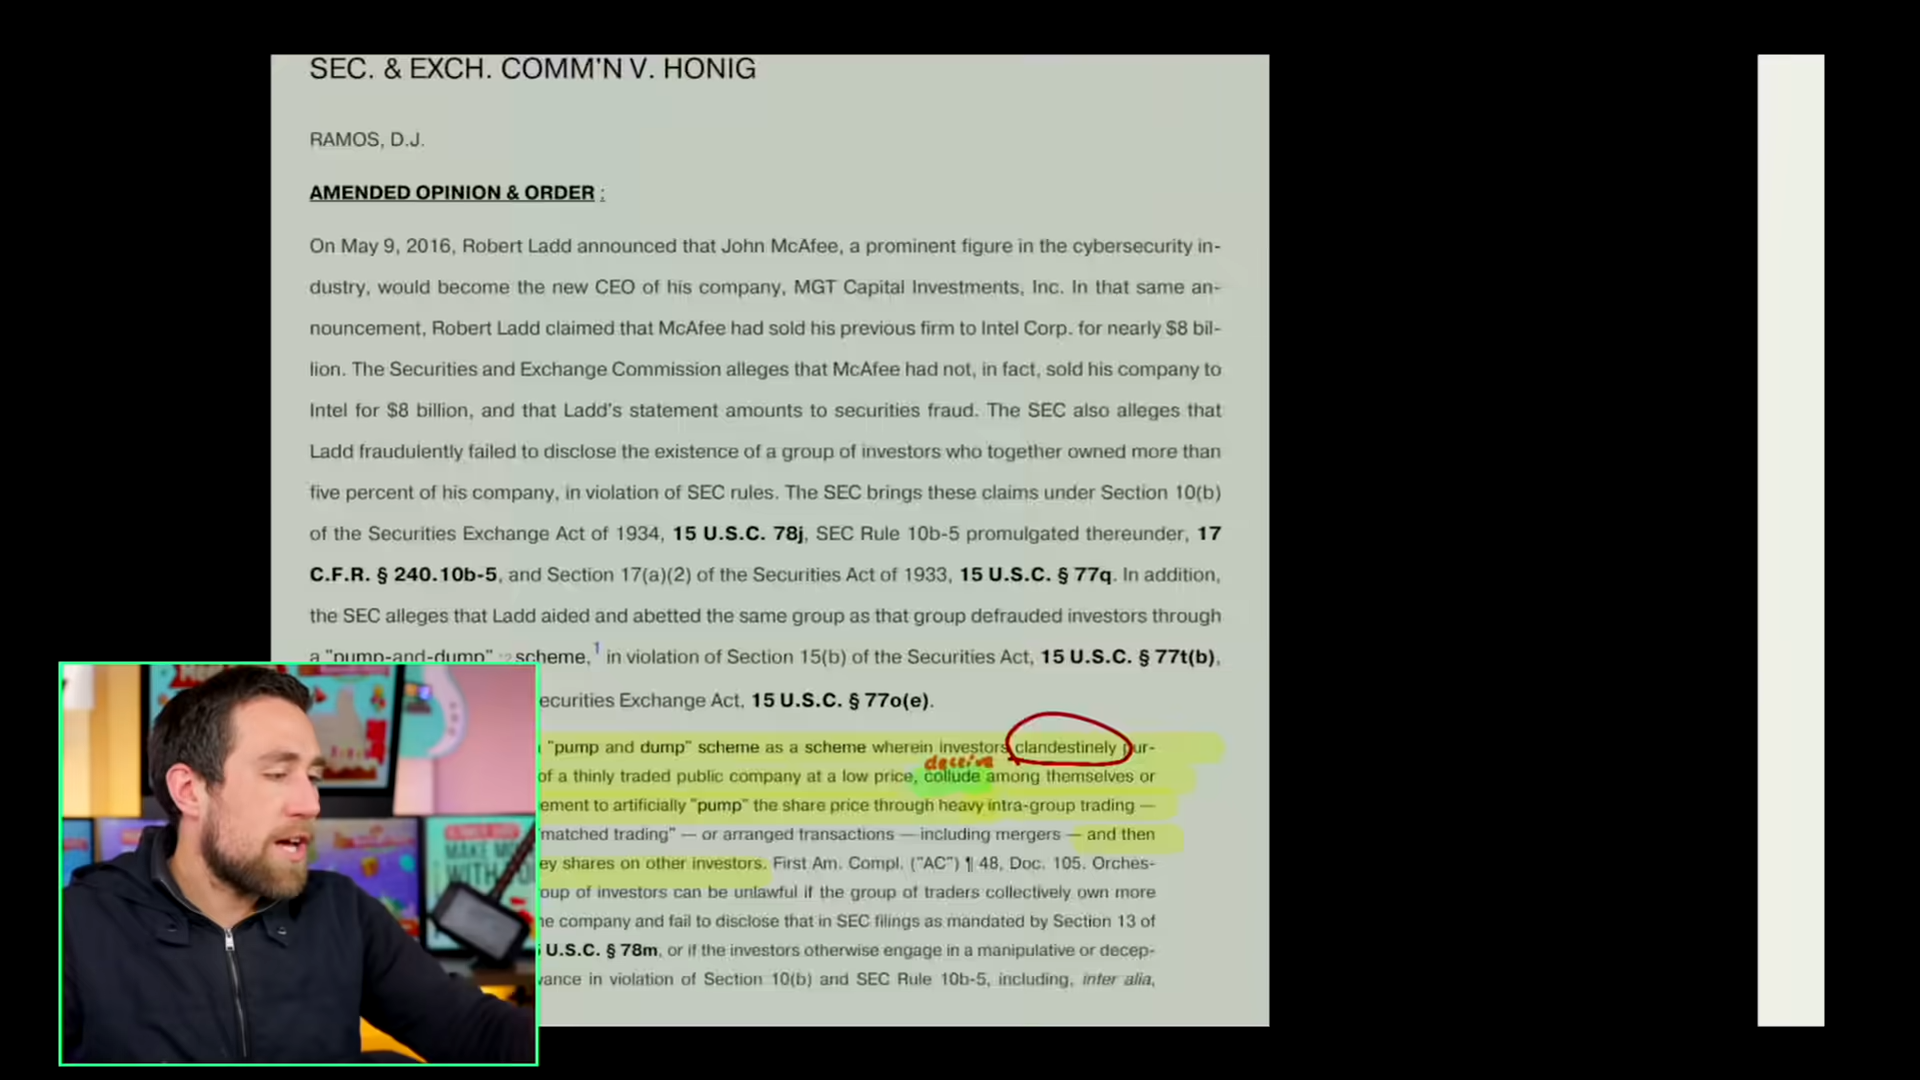 SEC. & EXCH. COMM'N V. HONIG
RAMOS, D.J.
AMENDED OPINION & ORDER :
On May 9, 2016, Robert Ladd announced that John McAfee, a prominent figure in the cybersecurity in-
dustry, would become the new CEO of his company, MGT Capital Investments, Inc. In that same an-
nouncement, Robert Ladd claimed that McAfee had sold his previous firm to Intel Corp. for nearly $8 bil-
lion. The Securities and Exchange Commission alleges that McAfee had not, in fact, sold his company to
Intel for $8 billion, and that Ladd's statement amounts to securities fraud. The SEC also alleges that
Ladd fraudulently failed to disclose the existence of a group of investors who together owned more than
five percent of his company, in violation of SEC rules. The SEC brings these claims under Section 10(b)
of the Securities Exchange Act of 1934, 15 U.S.C. 78j, SEC Rule 10b-5 promulgated thereunder, 17
C.F.R. § 240.10b-5, and Section 17(a)(2) of the Securities Act of 1933, 15 U.S.C. § 77q. In addition,
the SEC alleges that Ladd aided and abetted the same group as that group defrauded investors through
a "pump-and-dump" scheme,1 in violation of Section 15(b) of the Securities Act, 15 U.S.C. § 77t(b),
ecurities Exchange Act, 15 U.S.C. § 77o(e).
"pump and dump" scheme as a scheme wherein investors clandestinely pur-
deceive
of a thinly traded public company at a low price, collude among themselves or
ement to artificially "pump" the share price through heavy intra-group trading —
"matched trading" — or arranged transactions — including mergers — and then
ey shares on other investors. First Am. Compl. ("AC") ¶ 48, Doc. 105. Orches-
oup of investors can be unlawful if the group of traders collectively own more
he company and fail to disclose that in SEC filings as mandated by Section 13 of
U.S.C. § 78m, or if the investors otherwise engage in a manipulative or decep-
vance in violation of Section 10(b) and SEC Rule 10b-5, including, inter alia,
MAKE MO
WITH